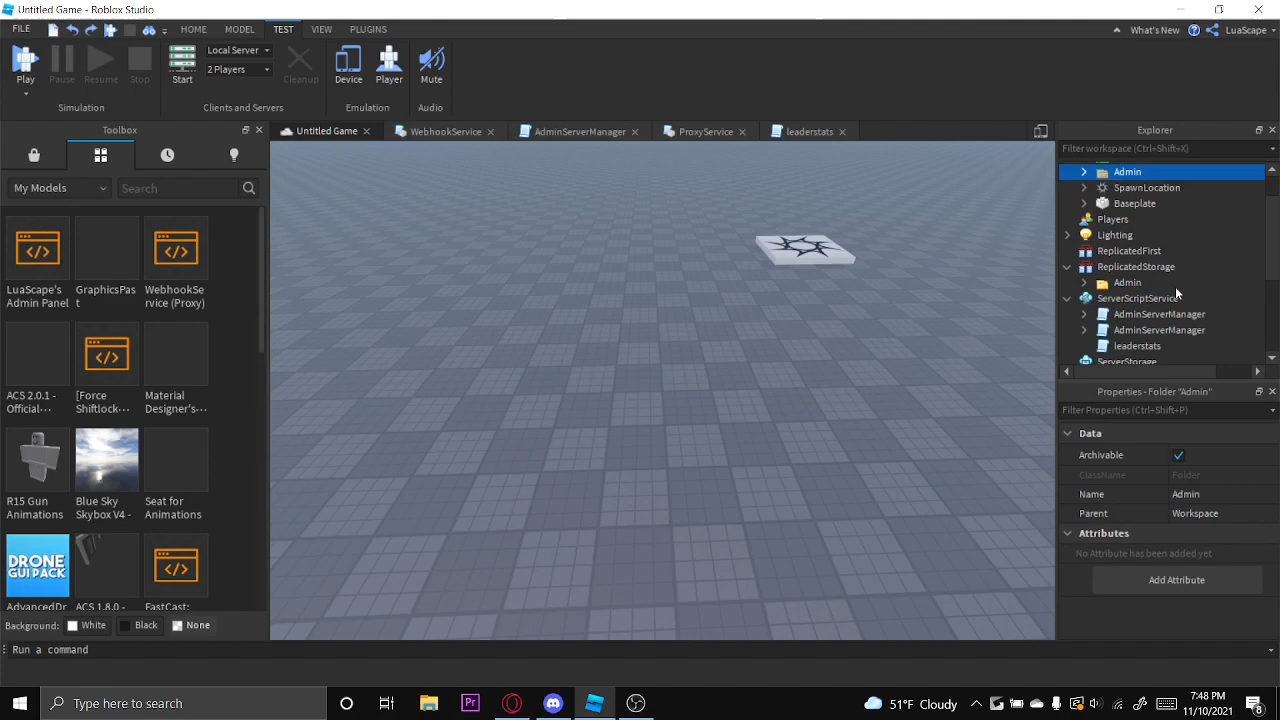 Untitled Game - Roblox Studio
FILE HOME MODEL TEST VIEW PLUGINS What's New LuaScape
Play Pause Resume Stop
Simulation
Start Local Server 2 Players Cleanup
Clients and Servers
Device Player
Emulation
Mute
Audio
Toolbox
My Models Search
LuaScape's Admin Panel
GraphicsPas t
WebhookSe rvice (Proxy)
ACS 2.0.1 - Official-···
[Force Shiftlock-···
Material Designer's···
R15 Gun Animations
Blue Sky Skybox V4 -
Seat for Animations
DRONE GUI PACK
AdvancedDr
ACS 1.8.0 -
FastCast:
Background: White Black None
Untitled Game WebhookService AdminServerManager ProxyService leaderstats
Explorer
Filter workspace (Ctrl+Shift+X)
Admin
SpawnLocation
Baseplate
Players
Lighting
ReplicatedFirst
ReplicatedStorage
Admin
ServerScriptService
AdminServerManager
AdminServerManager
leaderstats
ServerStorage
Properties - Folder "Admin"
Filter Properties (Ctrl+Shift+P)
Data
Archivable
ClassName Folder
Name Admin
Parent Workspace
Attributes
No Attribute has been added yet
Add Attribute
Run a command
Type here to search
Pr
51°F Cloudy
7:48 PM
11/10/2021
8